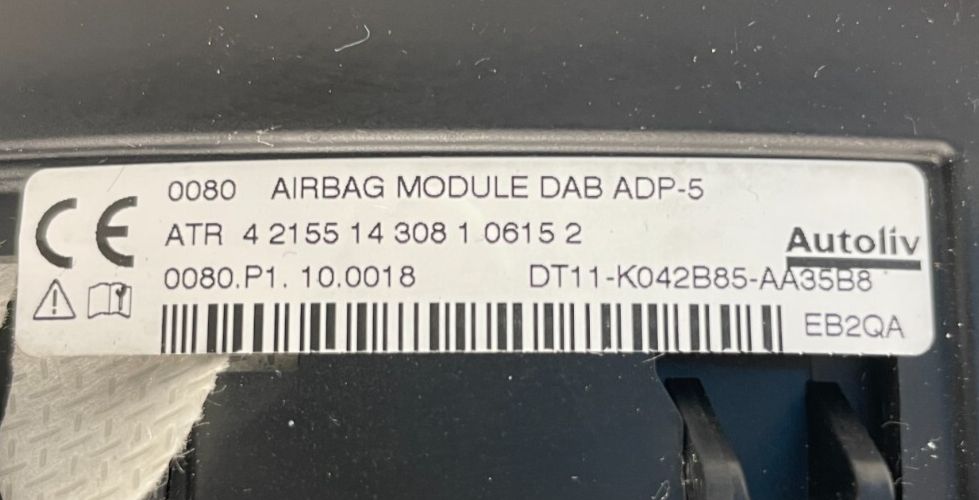 CE 0080 AIRBAG MODULE DAB ADP-5
ATR 4 2155 14 308 1 0615 2
Autoliv
0080.P1. 10.0018 DT11-K042B85-AA35B8
EB2QA